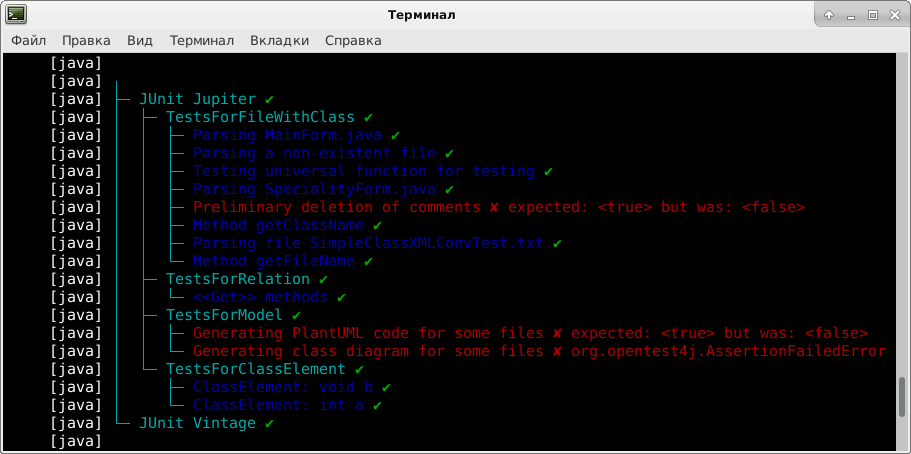 Терминал
Файл Правка Вид Терминал Вкладки Справка
[java]
[java]
[java] JUnit Jupiter ✔
[java] TestsForFileWithClass ✔
[java] Parsing MainForm.java ✔
[java] Parsing a non-existent file ✔
[java] Testing universal function for testing ✔
[java] Parsing SpecialityForm.java ✔
[java] Preliminary deletion of comments ✘ expected: <true> but was: <false>
[java] Method getClassName ✔
[java] Parsing file SimpleClassXMLConvTest.txt ✔
[java] Method getFileName ✔
[java] TestsForRelation ✔
[java] <<Get>> methods ✔
[java] TestsForModel ✔
[java] Generating PlantUML code for some files ✘ expected: <true> but was: <false>
[java] Generating class diagram for some files ✘ org.opentest4j.AssertionFailedError
[java] TestsForClassElement ✔
[java] ClassElement: void b ✔
[java] ClassElement: int a ✔
[java] JUnit Vintage ✔
[java]